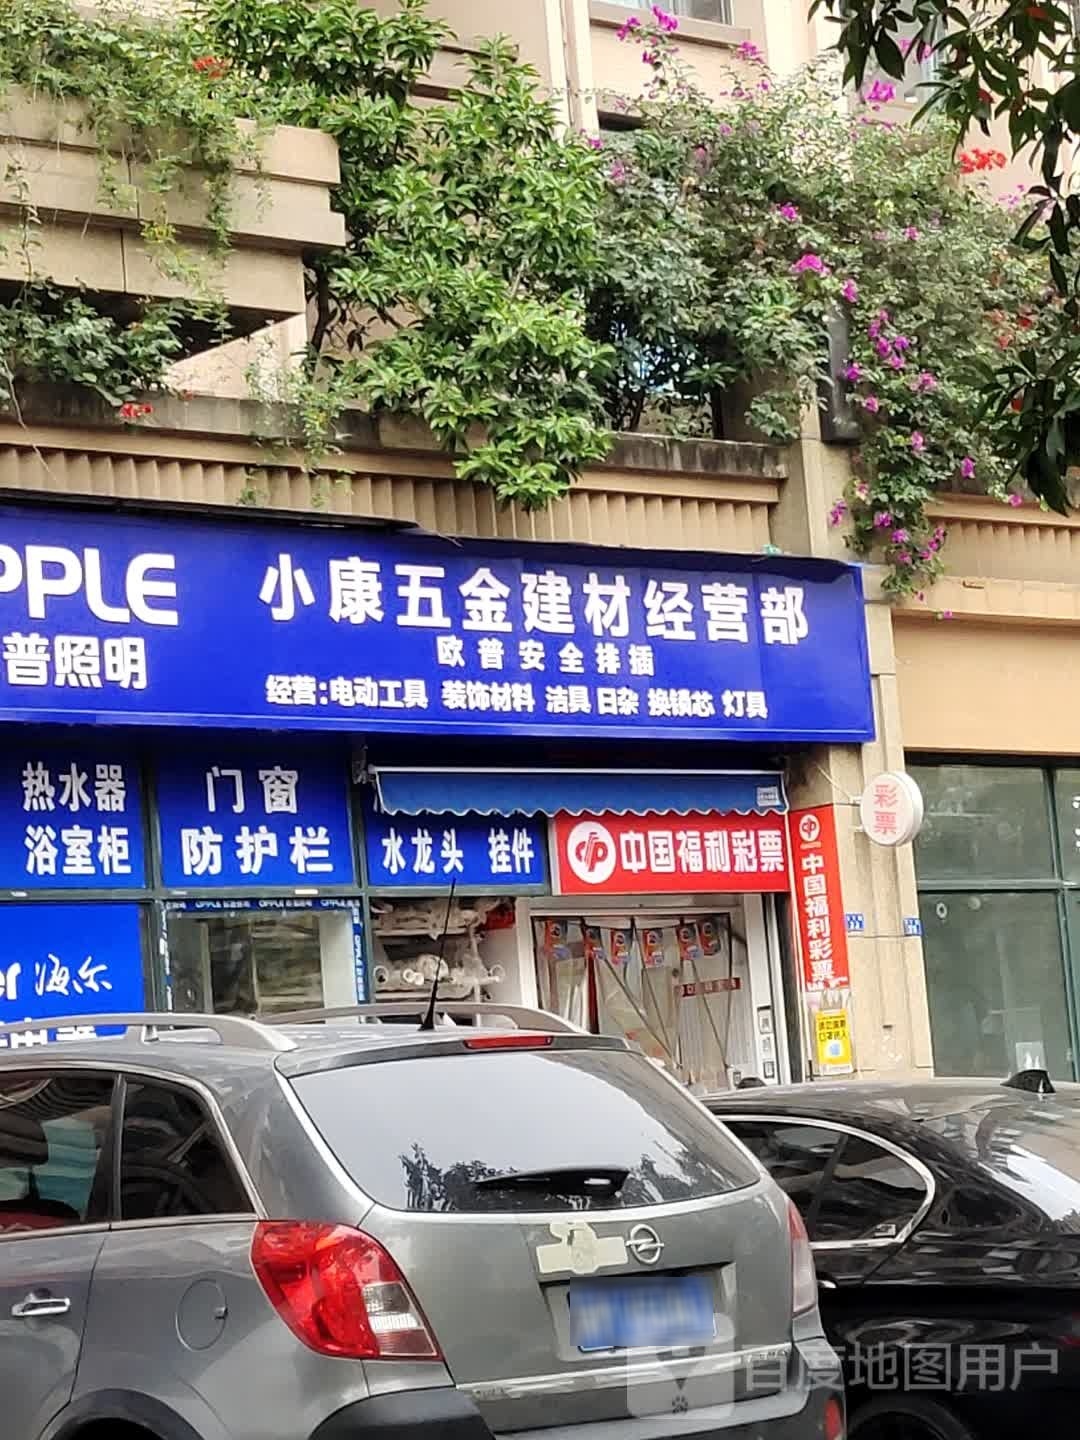 OPPLE
普照明
小康五金建材经营部
欧普安全排插
经营:电动工具 装饰材料 洁具 日杂 换锁芯 灯具
热水器
浴室柜
门窗
防护栏
水龙头 挂件
中国福利彩票
中国福利彩票
彩票
海尔
百度地图用户